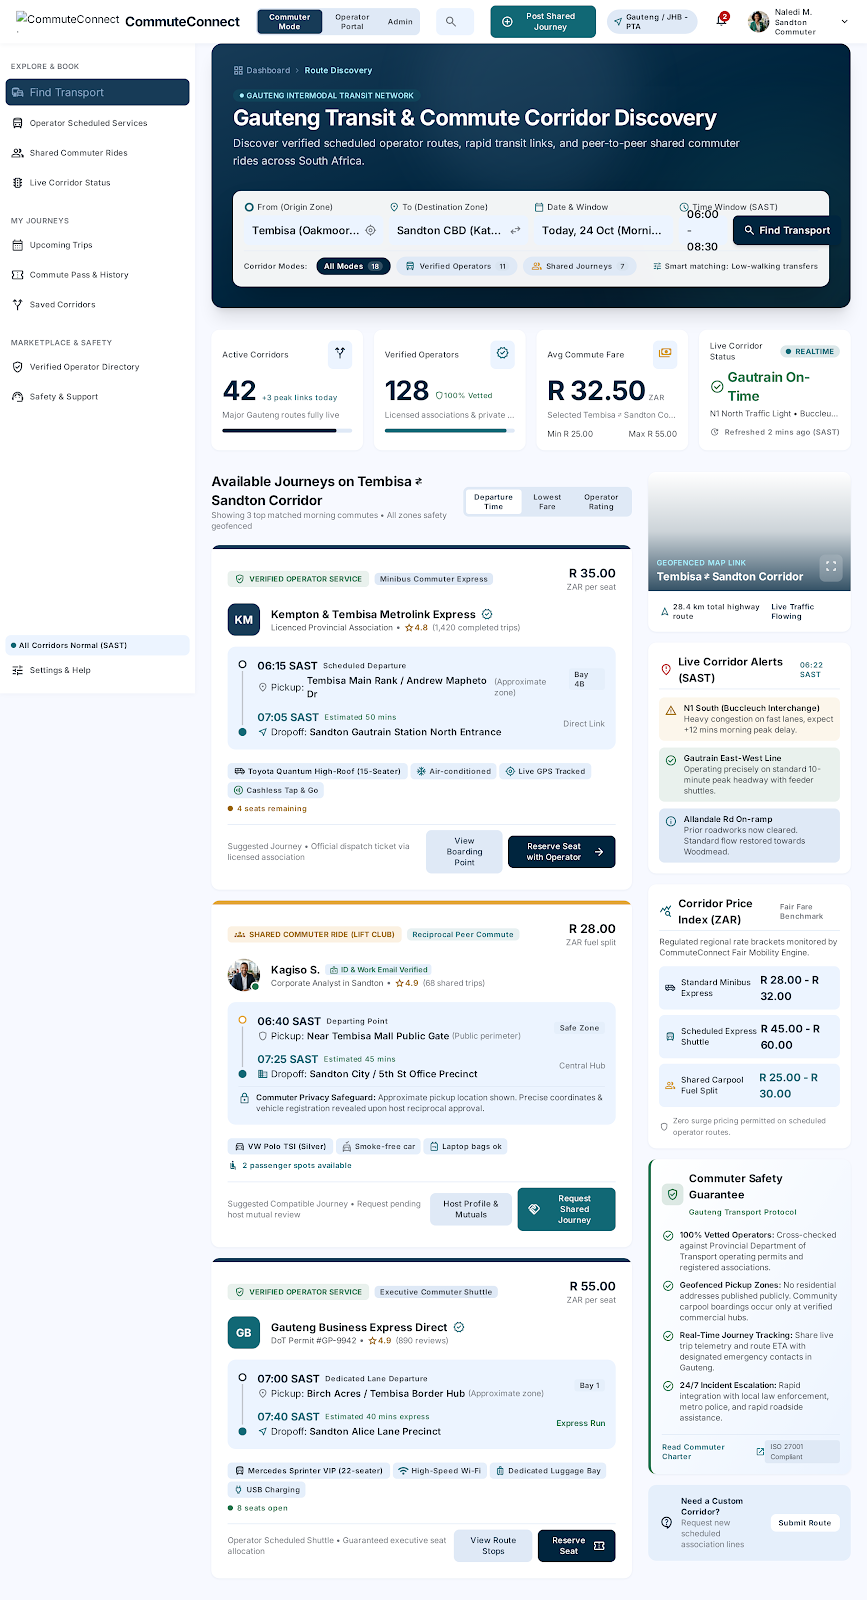 CommuteConnect
CommuteConnect
Commuter Mode
Operator Portal
Admin
Post Shared Journey
Gauteng / JHB - PTA
2
Naledi M.
Sandton Commuter
EXPLORE & BOOK
Find Transport
Operator Scheduled Services
Shared Commuter Rides
Live Corridor Status
MY JOURNEYS
Upcoming Trips
Commute Pass & History
Saved Corridors
MARKETPLACE & SAFETY
Verified Operator Directory
Safety & Support
All Corridors Normal (SAST)
Settings & Help
Dashboard › Route Discovery
• GAUTENG INTERMODAL TRANSIT NETWORK
Gauteng Transit & Commute Corridor Discovery
Discover verified scheduled operator routes, rapid transit links, and peer-to-peer shared commuter
rides across South Africa.
From (Origin Zone)
Tembisa (Oakmoor...
To (Destination Zone)
Sandton CBD (Kat...
Date & Window
Today, 24 Oct (Morni...
Time Window (SAST)
06:00
-
08:30
Find Transport
Corridor Modes:
All Modes 18
Verified Operators 11
Shared Journeys 7
Smart matching: Low-walking transfers
Active Corridors
42 +3 peak links today
Major Gauteng routes fully live
Verified Operators
128 100% Vetted
Licensed associations & private ...
Avg Commute Fare
R 32.50 ZAR
Selected Tembisa ⇄ Sandton Co...
Min R 25.00
Max R 55.00
Live Corridor
Status
REALTIME
Gautrain On-
Time
N1 North Traffic Light • Buccleu...
Refreshed 2 mins ago (SAST)
Available Journeys on Tembisa ⇄
Sandton Corridor
Showing 3 top matched morning commutes • All zones safety
geofenced
Departure Time
Lowest Fare
Operator Rating
VERIFIED OPERATOR SERVICE
Minibus Commuter Express
R 35.00
ZAR per seat
KM
Kempton & Tembisa Metrolink Express
Licensed Provincial Association • 4.8 (1,420 completed trips)
06:15 SAST Scheduled Departure
Pickup: Tembisa Main Rank / Andrew Mapheto
Dr
(Approximate
zone)
Bay
4B
07:05 SAST Estimated 50 mins
Dropoff: Sandton Gautrain Station North Entrance
Direct Link
Toyota Quantum High-Roof (15-Seater)
Air-conditioned
Live GPS Tracked
Cashless Tap & Go
4 seats remaining
Suggested Journey • Official dispatch ticket via
licensed association
View
Boarding
Point
Reserve Seat
with Operator
SHARED COMMUTER RIDE (LIFT CLUB)
Reciprocal Peer Commute
R 28.00
ZAR fuel split
Kagiso S. ID & Work Email Verified
Corporate Analyst in Sandton • 4.9 (68 shared trips)
06:40 SAST Departing Point
Pickup: Near Tembisa Mall Public Gate (Public perimeter)
Safe Zone
07:25 SAST Estimated 45 mins
Dropoff: Sandton City / 5th St Office Precinct
Central Hub
Commuter Privacy Safeguard: Approximate pickup location shown. Precise coordinates &
vehicle registration revealed upon host reciprocal approval.
VW Polo TSI (Silver)
Smoke-free car
Laptop bags ok
2 passenger spots available
Suggested Compatible Journey • Request pending
host mutual review
Host Profile &
Mutuals
Request
Shared
Journey
VERIFIED OPERATOR SERVICE
Executive Commuter Shuttle
R 55.00
ZAR per seat
GB
Gauteng Business Express Direct
DoT Permit #GP-9942 • 4.9 (890 reviews)
07:00 SAST Dedicated Lane Departure
Pickup: Birch Acres / Tembisa Border Hub (Approximate zone)
Bay 1
07:40 SAST Estimated 40 mins express
Dropoff: Sandton Alice Lane Precinct
Express Run
Mercedes Sprinter VIP (22-seater)
High-Speed Wi-Fi
Dedicated Luggage Bay
USB Charging
8 seats open
Operator Scheduled Shuttle • Guaranteed executive seat
allocation
View Route
Stops
Reserve
Seat
GEOFENCED MAP LINK
Tembisa ⇄ Sandton Corridor
28.4 km total highway
route
Live Traffic
Flowing
Live Corridor Alerts
(SAST)
06:22
SAST
N1 South (Buccleuch Interchange)
Heavy congestion on fast lanes, expect
+12 mins morning peak delay.
Gautrain East-West Line
Operating precisely on standard 10-
minute peak headway with feeder
shuttles.
Allandale Rd On-ramp
Prior roadworks now cleared.
Standard flow restored towards
Woodmead.
Corridor Price
Index (ZAR)
Fair Fare
Benchmark
Regulated regional rate brackets monitored by
CommuteConnect Fair Mobility Engine.
Standard Minibus
Express
R 28.00 - R
32.00
Scheduled Express
Shuttle
R 45.00 - R
60.00
Shared Carpool
Fuel Split
R 25.00 - R
30.00
Zero surge pricing permitted on scheduled
operator routes.
Commuter Safety
Guarantee
Gauteng Transport Protocol
100% Vetted Operators: Cross-checked
against Provincial Department of
Transport operating permits and
registered associations.
Geofenced Pickup Zones: No residential
addresses published publicly. Community
carpool boardings occur only at verified
commercial hubs.
Real-Time Journey Tracking: Share live
trip telemetry and route ETA with
designated emergency contacts in
Gauteng.
24/7 Incident Escalation: Rapid
integration with local law enforcement,
metro police, and rapid roadside
assistance.
Read Commuter
Charter
ISO 27001
Compliant
Need a Custom
Corridor?
Request new
scheduled
association lines
Submit Route